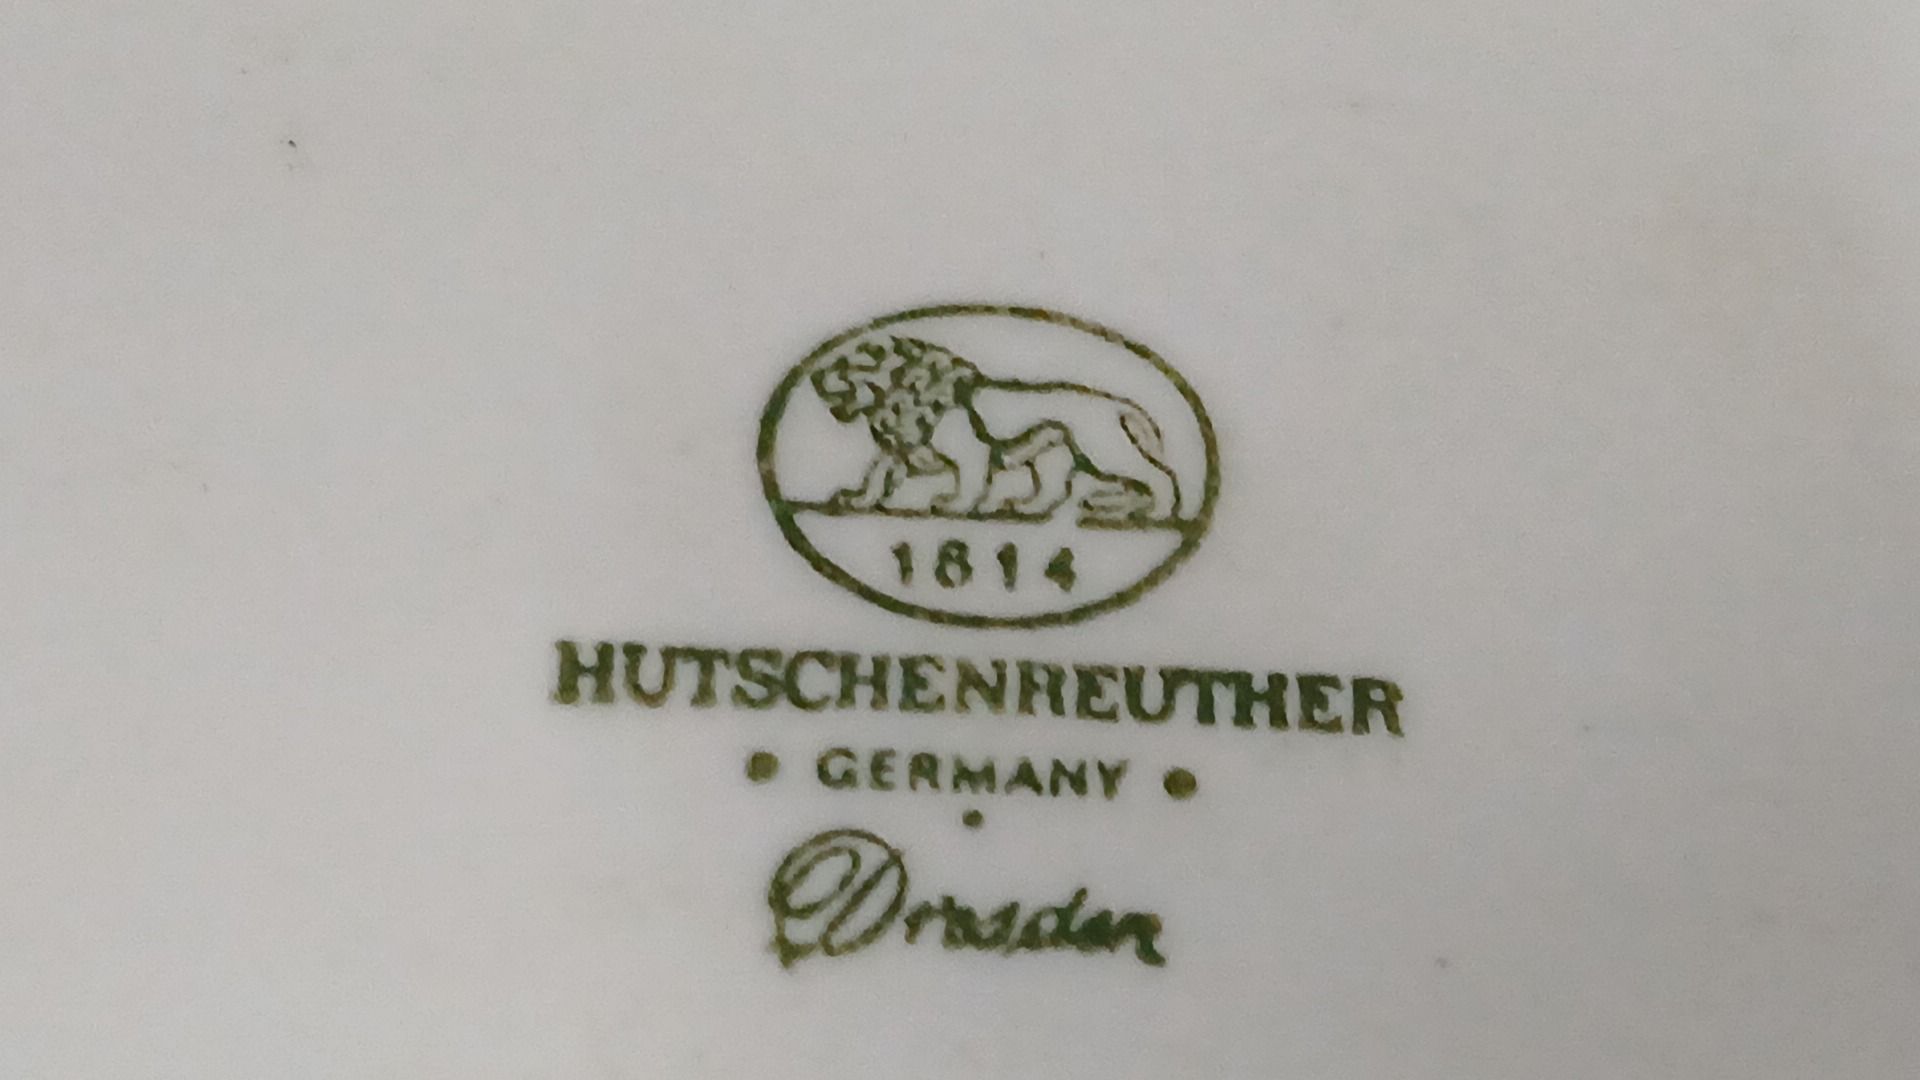 1814
HUTSCHENREUTHER
• GERMANY •
Dresden